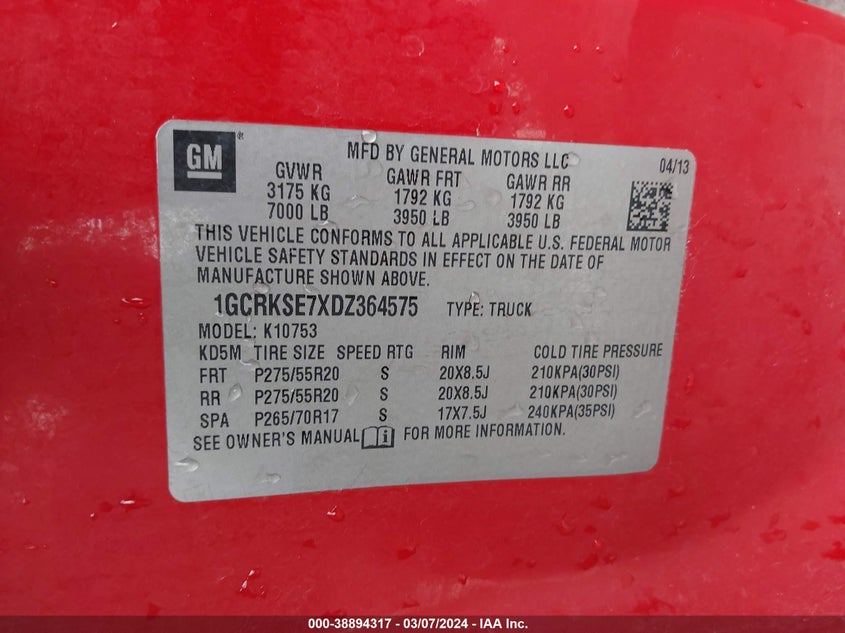 GM ®
MFD BY GENERAL MOTORS LLC 04/13
GVWR GAWR FRT GAWR RR
3175 KG 1792 KG 1792 KG
7000 LB 3950 LB 3950 LB
THIS VEHICLE CONFORMS TO ALL APPLICABLE U.S. FEDERAL MOTOR
VEHICLE SAFETY STANDARDS IN EFFECT ON THE DATE OF
MANUFACTURE SHOWN ABOVE.
1GCRKSE7XDZ364575 TYPE: TRUCK
MODEL: K10753
KD5M TIRE SIZE SPEED RTG RIM COLD TIRE PRESSURE
FRT P275/55R20 S 20X8.5J 210KPA(30PSI)
RR P275/55R20 S 20X8.5J 210KPA(30PSI)
SPA P265/70R17 S 17X7.5J 240KPA(35PSI)
SEE OWNER'S MANUAL FOR MORE INFORMATION.
000-38894317 - 03/07/2024 - IAA Inc.